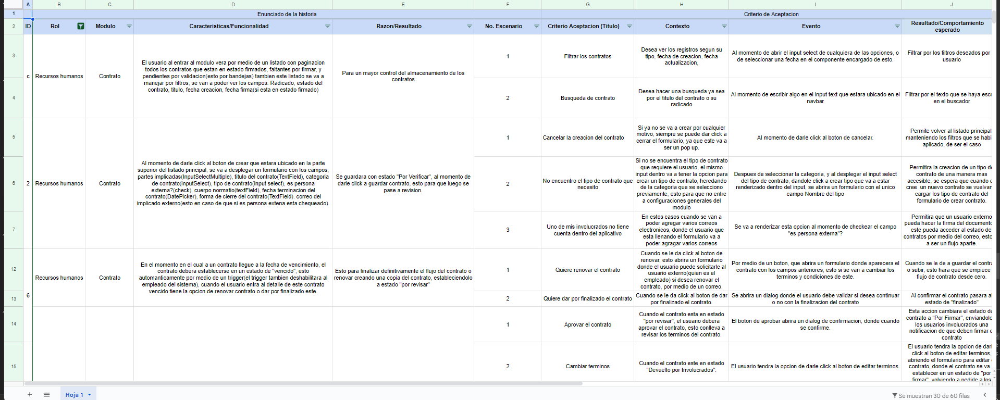 A B C D E F G H I J
1 Enunciado de la historia Criterio de Aceptacion
2 ID Rol Modulo Caracteristicas/Funcionalidad Razon/Resultado No. Escenario Criterio Aceptacion (Titulo) Contexto Evento
Resultado/Comportamiento
esperado
3
4
c
Recursos humanos
Contrato
El usuario al entrar al modulo vera por medio de un listado con paginacion
todos los contratos que estan en estado firmados, faltantes por firmar, y
pendientes por validacion(esto por bandejas) tambien este listado se va a
manejar por filtros, se van a poder ver los campos: Radicado, estado del
contrato, titulo, fecha creacion, fecha firma(si esta en estado firmado)
Para un mayor control del almacenamiento de los
contratos
1
Filtrar los contratos
Desea ver los registros segun su
tipo, fecha de creacion, fecha
actualizacion,
Al momento de abrir el input select de cualquiera de las opciones, o
de seleccionar una fecha en el componente encargado de esto.
Filtrar por los filtros deseados por
usuario
2
Busqueda de contrato
Desea hacer una busqueda ya sea
por el titulo del contrato o su
radicado
Al momento de escribir algo en el input text que estara ubicado en el
navbar
Filtrar por el texto que se haya escr
en el buscador
5
6
7
2
Recursos humanos
Contrato
Al momento de darle click al boton de crear que estara ubicado en la parte
superior del listado principal, se va a desplegar un formulario con los campos,
partes implicadas(InputSelectMultiple), titulo del contrato(TextField), categoria
de contrato(inputSelect), tipo de contrato(input select), es persona
externa?(check), cuerpo normatio(textField), fecha terminacion del
contrato(DatePicker), forma de cierre del contrato(TextField). correo del
implicado externo(esto en caso de que si es persona extena esta chequeado).
Se guardara con estado "Por Verificar", al momento de
darle click a guardar contrato, esto para que luego se
pase a revision.
1
Cancelar la creacion del contrato
Si ya no se va a crear por cualquier
motivo, siempre se puede dar click a
cerrar el formulario, ya que este va a
ser un pop up.
Al momento de darle click al boton de cancelar.
Permite volver al listado principal
manteniendo los filtros que se habi
aplicado, de ser el caso
2
No encuentro el tipo de contrato que
necesito
Si no se encuentra el tipo de contrato
que requiere el usuario, el mismo
input dentro va a tener la opcion para
crear un tipo de contrato, heredando
de la categoria que se selecciono
previamente, esto para que no entre
a configuraciones generales del
modulo
Despues de seleccionar la categoria, y al desplegar el input select
del tipo de contrato, dandole click a crear tipo que va a estar
renderizado dentro del input, se abrira un formulario con el unico
campo Nombre del tipo
Permitira la creacion de un tipo d
contrato de una manera mas
accesible, se espera que cuando
cree un nuevo contrato se vuelvan
cargar los tipo de contrato del
formulario de crear contrato.
3
Uno de mis involucrados no tiene
cuenta dentro del aplicativo
En estos casos cuando se van a
poder agregar varios correos
electronicos, donde el usuario que
esta llenando el formulario va a
poder agragar varios correos
Se va a renderizar esta opcion al momento de checkear el campo
"es persona externa"?
Permitira que un usuario externo
pueda hacer la firma del documento
este pueda acceder al estado de
contratos por medio del correo, esto
a ser un flujo aparte.
12
13
6
Recursos humanos
Contrato
En el momento en el cual a un contrato llegue a la fecha de vencimiento, el
contrato debera establecerse en un estado de "vencido", esto
automanticamente por medio de un trigger(el trigger tambien deshabilitara al
empleado del sistema), cuando el usuario entra al detalle de este contrato
vencido tiene la opcion de renovar contrato o dar por finalizado este.
Esto para finalizar definitivamente el flujo del contrato o
renovar creando una copia del contrato, estableciendolo
a estado "por revisar"
1
Quiere renovar el contrato
Cuando se le da click al boton de
renovar, esto abrira un formulario
donde el usuario puede solicitarle al
usuario externo(quien es el
empleado) si desea renovar el
contrato, por medio de un correo.
Por medio de un boton, que abrira un formulario donde aparecera el
contrato con los campos anteriores, esto si se van a cambiar los
terminos y condiciones de este.
Cuando se le de a guardar el contra
o subir, esto hara que se empiece
flujo de contrato desde cero.
2
Quiere dar por finalizado el contrato
Cuando se le da click al boton de dar
por finalizado el contrato.
Se abrira un dialog donde el usuario debe validar si desea continuar
o no con la finalizacion del contrato
Al confirmar el contrato pasara a
estado de "finalizado"
14
1
Aprovar el contrato
Cuando el contrato esta en estado
"por revisar", el usuario debera
aprovar el contrato, esto conlleva a
revisar los terminos del contrato.
El boton de aprobar abrira un dialog de confirmacion, donde cuando
se confirme.
Esta accion cambiara el estado de
contrato a "Por Firmar", enviandole
los usuarios involucrados una
notificacion de que deben firmar e
contrato
15
2
Cambiar terminos
Cuando el contrato este en estado
"Devuelto por Involucrados".
El usuario tendra la opcion de darle click al boton de editar terminos.
El usuario tendra la opcion de dar
click al boton de editar terminos,
abriendo el formulario para editar
contrato, donde el contrato se va
establecer en un estado de "por
firmar", volviendo a pedirle a los
Hoja 1
Se muestran 30 de 60 filas